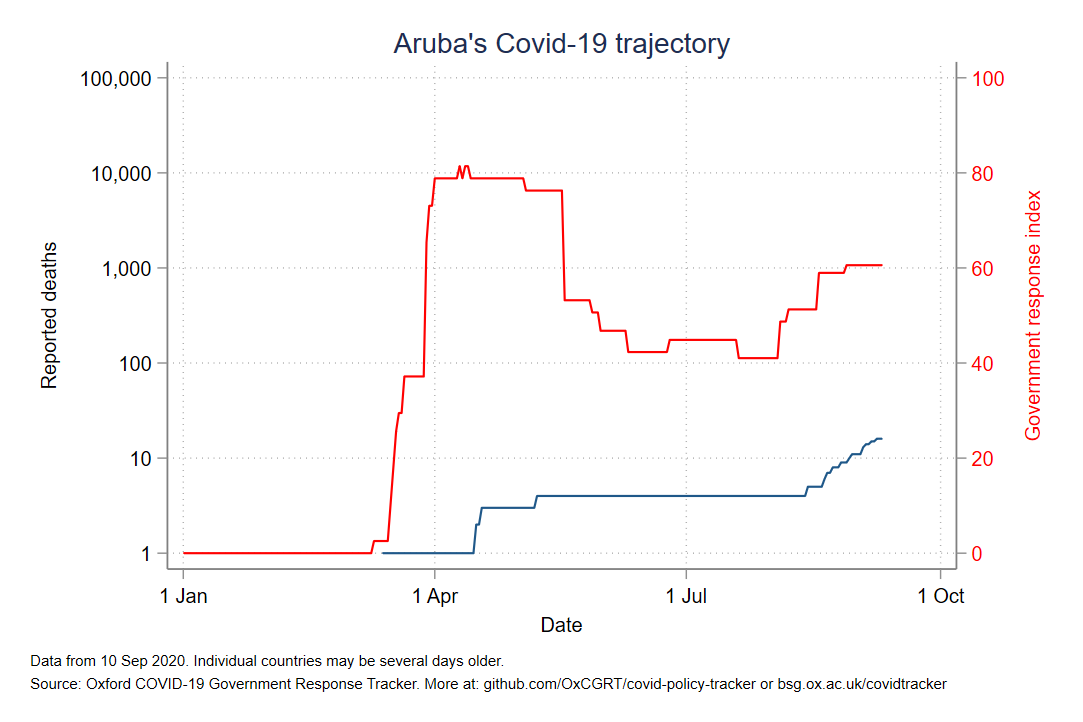 Aruba's Covid-19 trajectory
100,000
10,000
1,000
100
10
1
Reported deaths
100
80
60
40
20
0
Government response index
1 Jan
1 Apr
1 Jul
1 Oct
Date
Data from 10 Sep 2020. Individual countries may be several days older.
Source: Oxford COVID-19 Government Response Tracker. More at: github.com/OxCGRT/covid-policy-tracker or bsg.ox.ac.uk/covidtracker